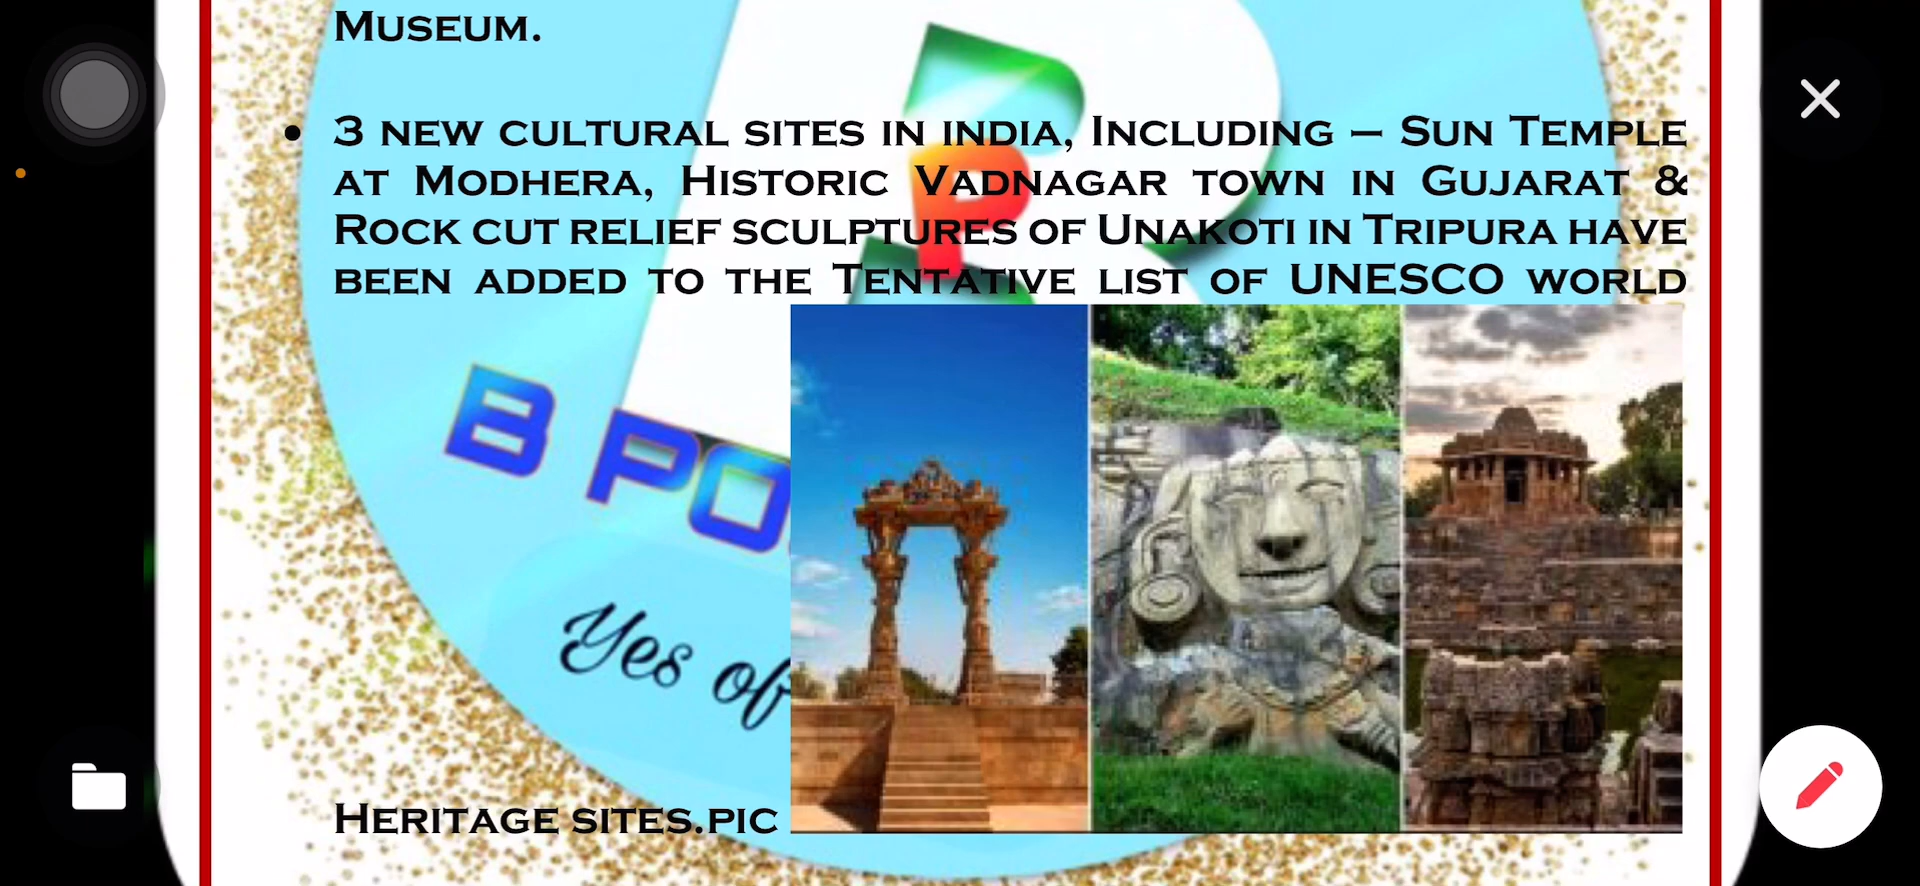 Museum.
• 3 new cultural sites in india, Including – Sun Temple
at Modhera, Historic Vadnagar town in Gujarat &
Rock cut relief sculptures of Unakoti in Tripura have
been added to the Tentative list of UNESCO world
Heritage sites.pic
B PO
Yes of